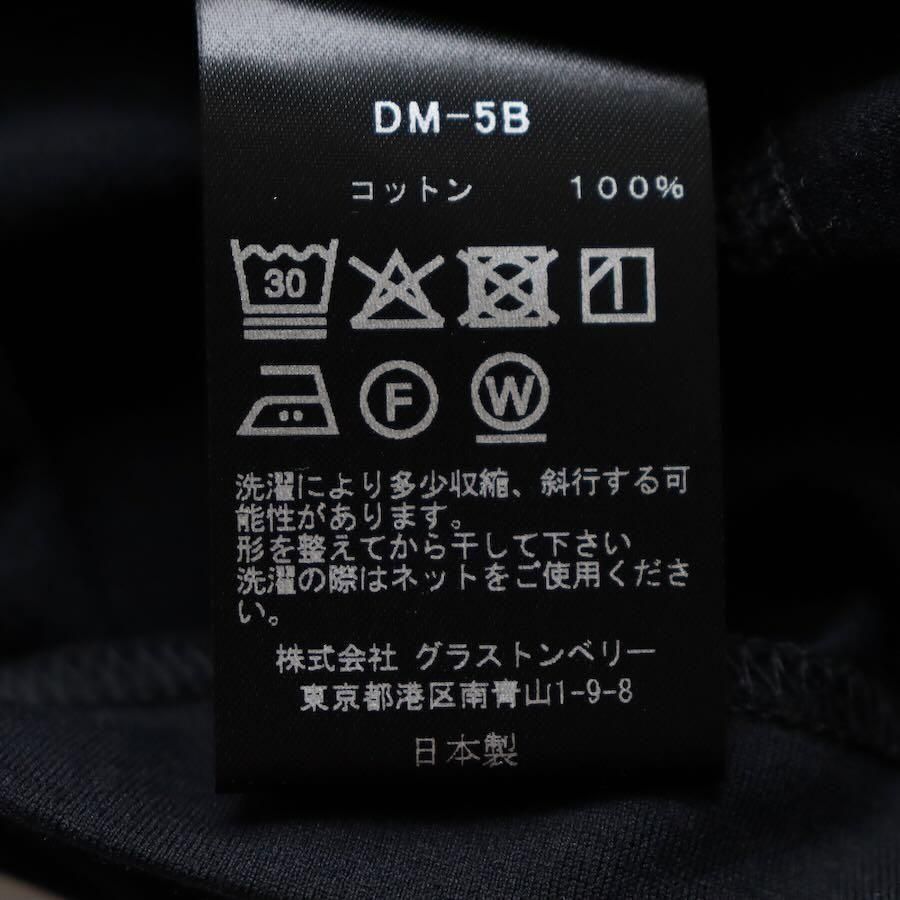 DM-5B
コットン 100%
30
F W
洗濯により多少収縮、斜行する可
能性があります。
形を整えてから干して下さい
洗濯の際はネットをご使用くださ
い。
株式会社 グラストンベリー
東京都港区南青山1-9-8
日本製